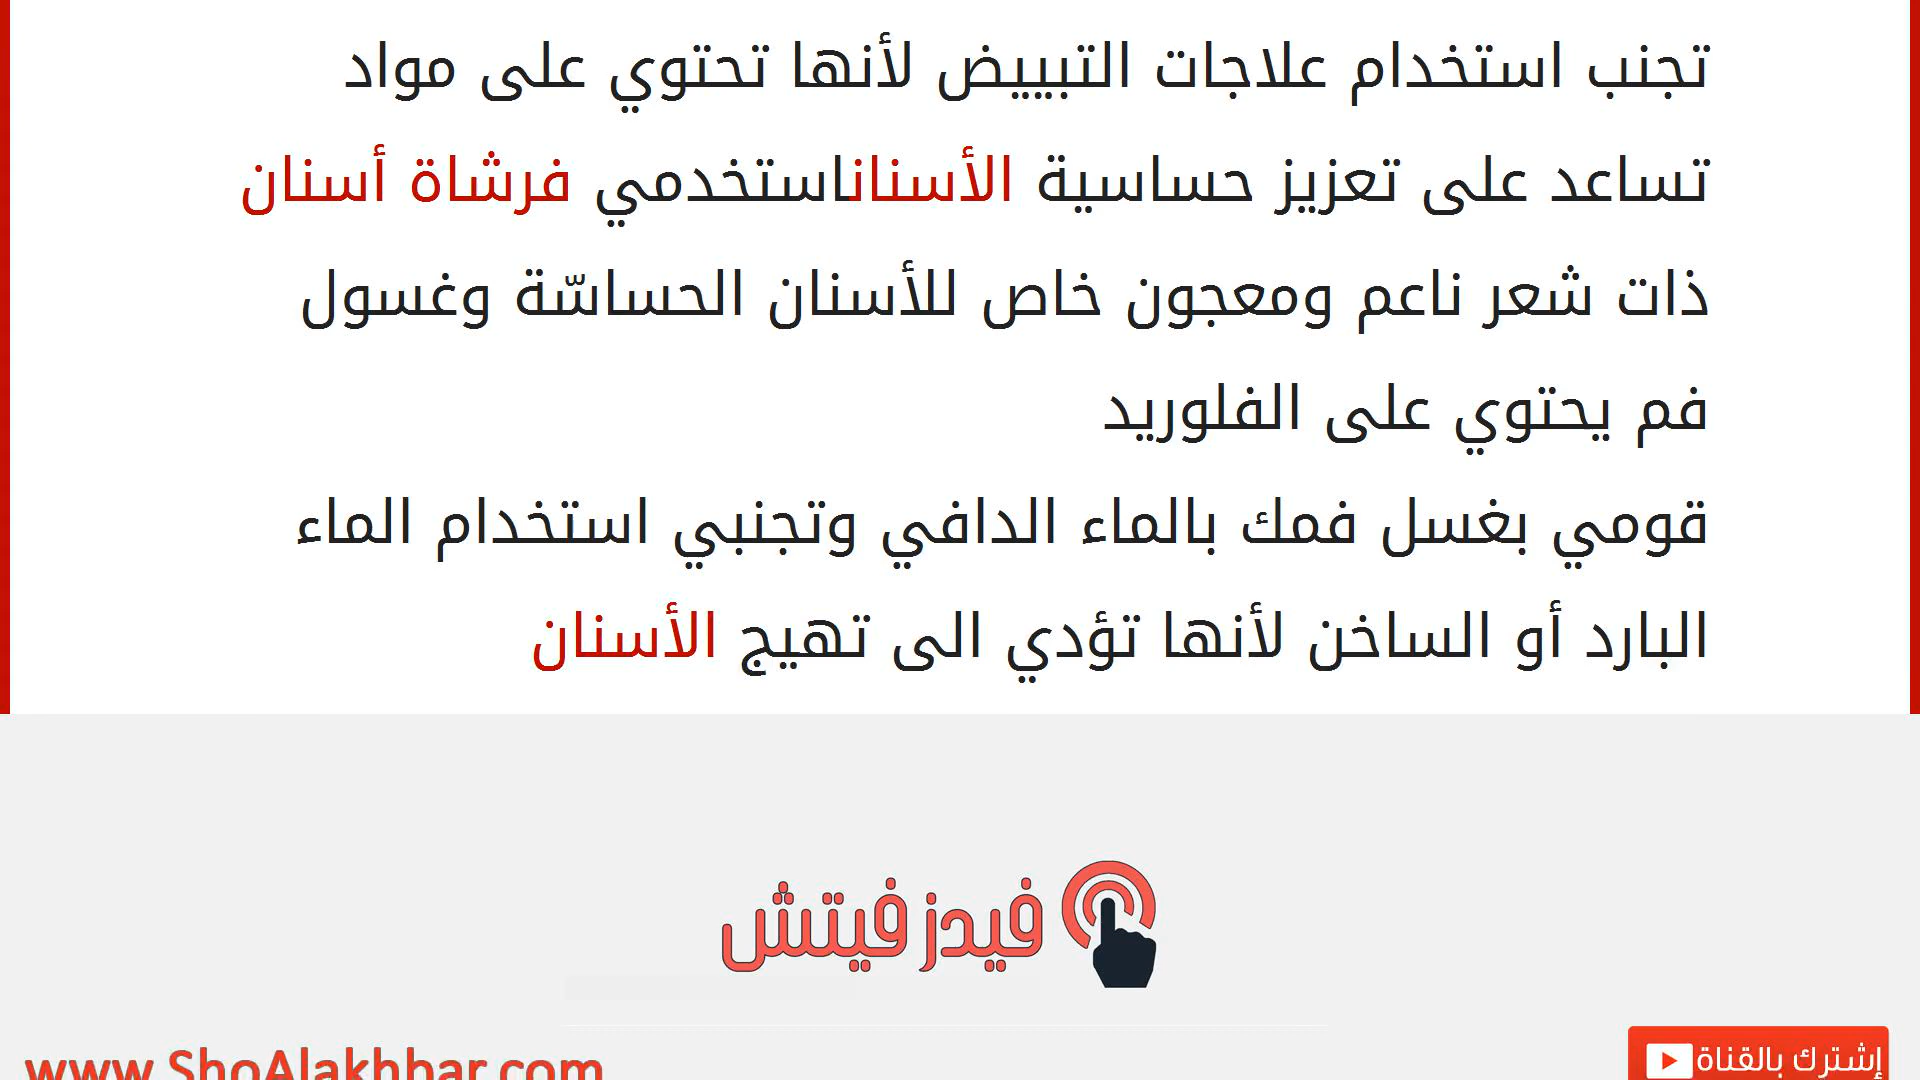 تجنب استخدام علاجات التبييض لأنها تحتوي على مواد
تساعد على تعزيز حساسية الأسناناستخدمي فرشاة أسنان
ذات شعر ناعم ومعجون خاص للأسنان الحساسّة وغسول
فم يحتوي على الفلوريد
قومي بغسل فمك بالماء الدافي وتجنبي استخدام الماء
البارد أو الساخن لأنها تؤدي الى تهيج الأسنان
فيدز فيتش
www.ShoAlakhbar.com
إشترك بالقناة